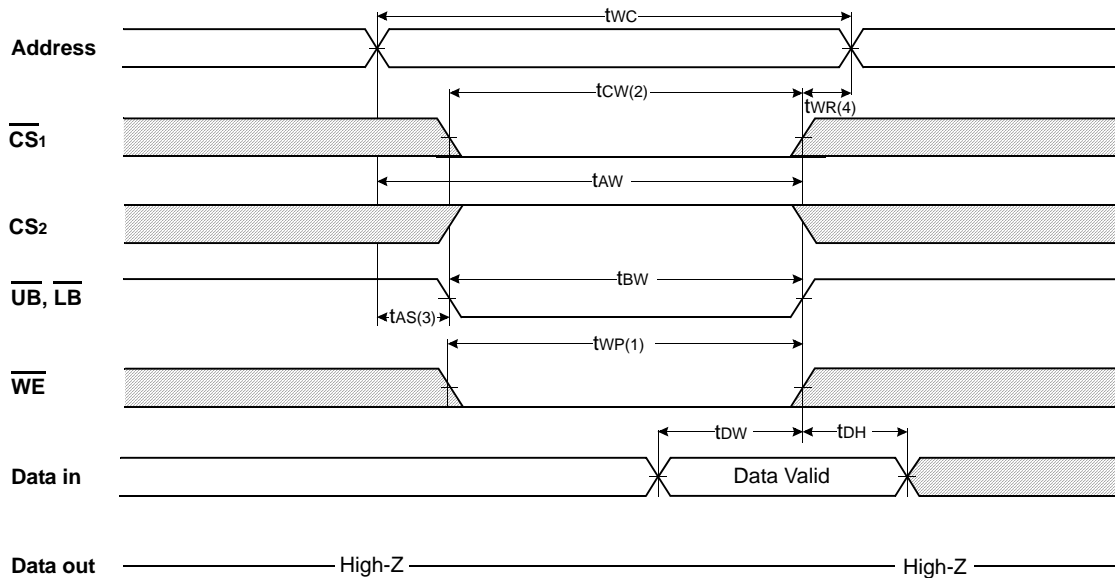 tWC
Address
tCW(2)
tWR(4)
CS1
tAW
CS2
tBW
UB, LB
tAS(3)
tWP(1)
WE
tDW
tDH
Data in
Data Valid
Data out
High-Z
High-Z